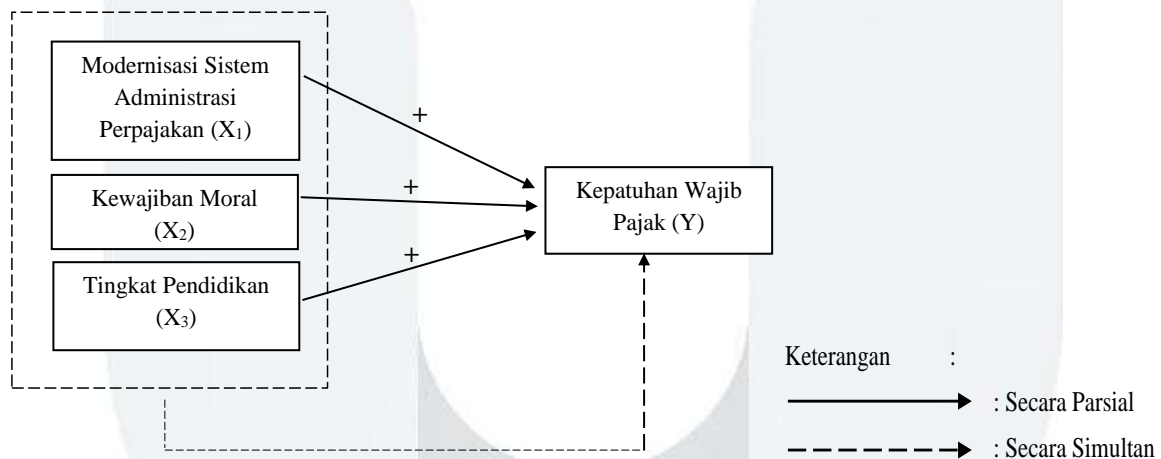 Modernisasi Sistem
Administrasi
Perpajakan (X₁)
+
Kewajiban Moral
(X₂)
+
Tingkat Pendidikan
(X₃)
+
Kepatuhan Wajib
Pajak (Y)
Keterangan :
: Secara Parsial
: Secara Simultan